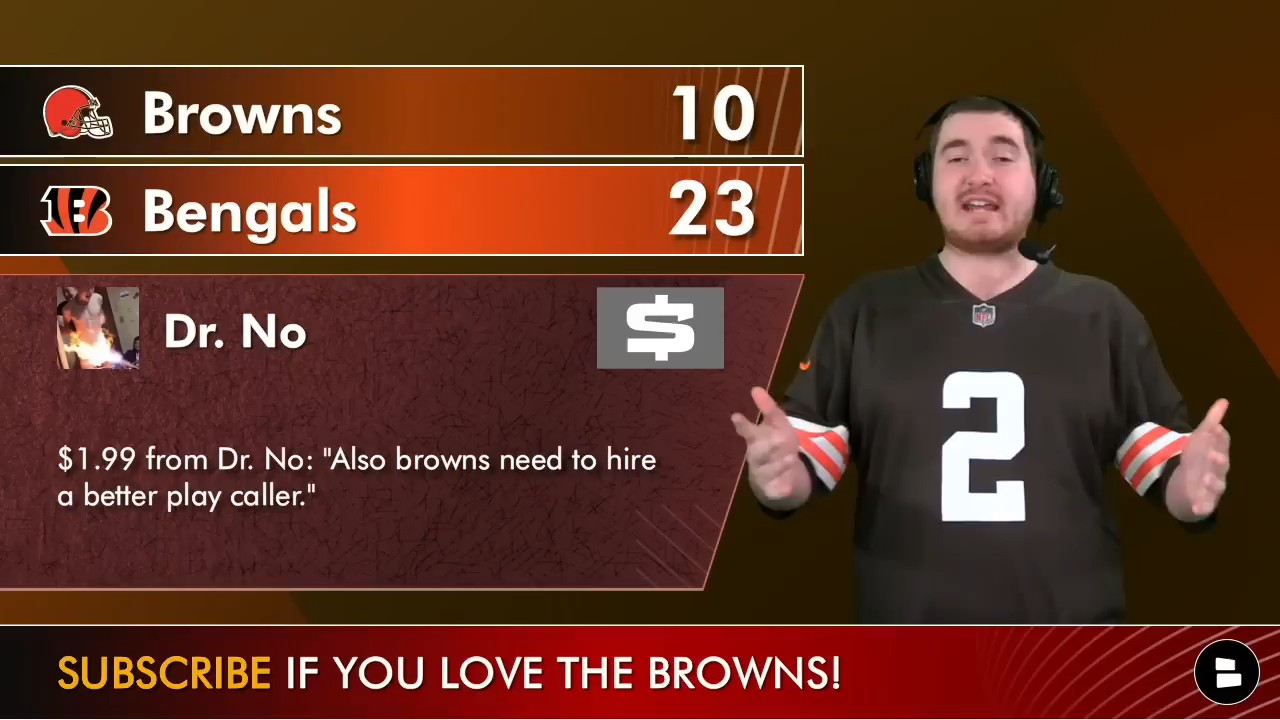 Browns 10
Bengals 23
Dr. No $
$1.99 from Dr. No: "Also browns need to hire
a better play caller."
NFL
2
SUBSCRIBE IF YOU LOVE THE BROWNS!